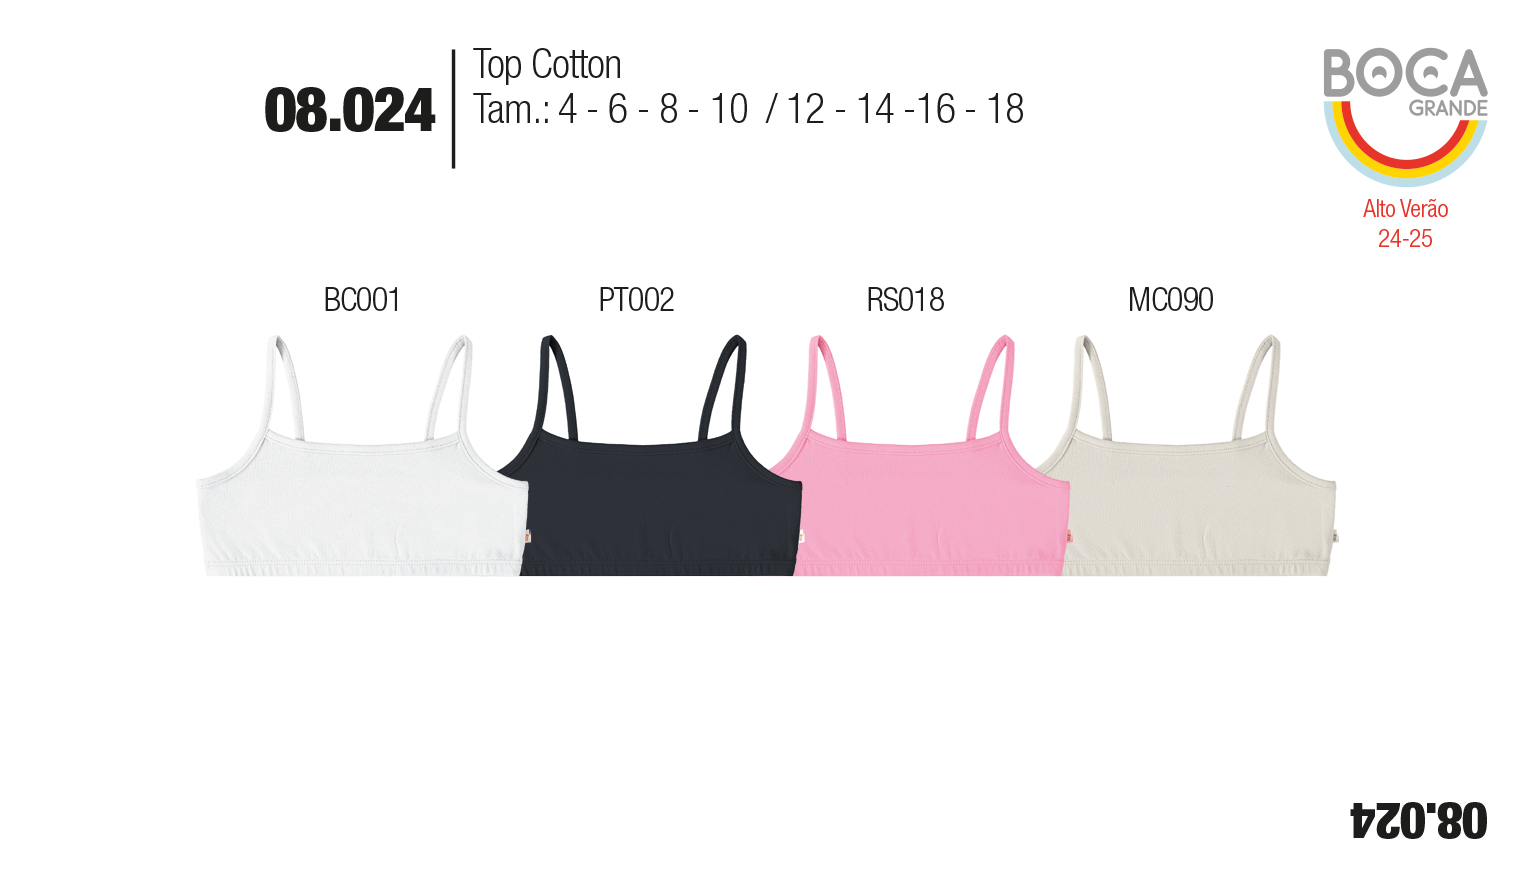 08.024
Top Cotton
Tam.: 4 - 6 - 8 - 10 / 12 - 14 -16 - 18
BOCA
GRANDE
Alto Verão
24-25
BC001
PT002
RS018
MC090
08.024